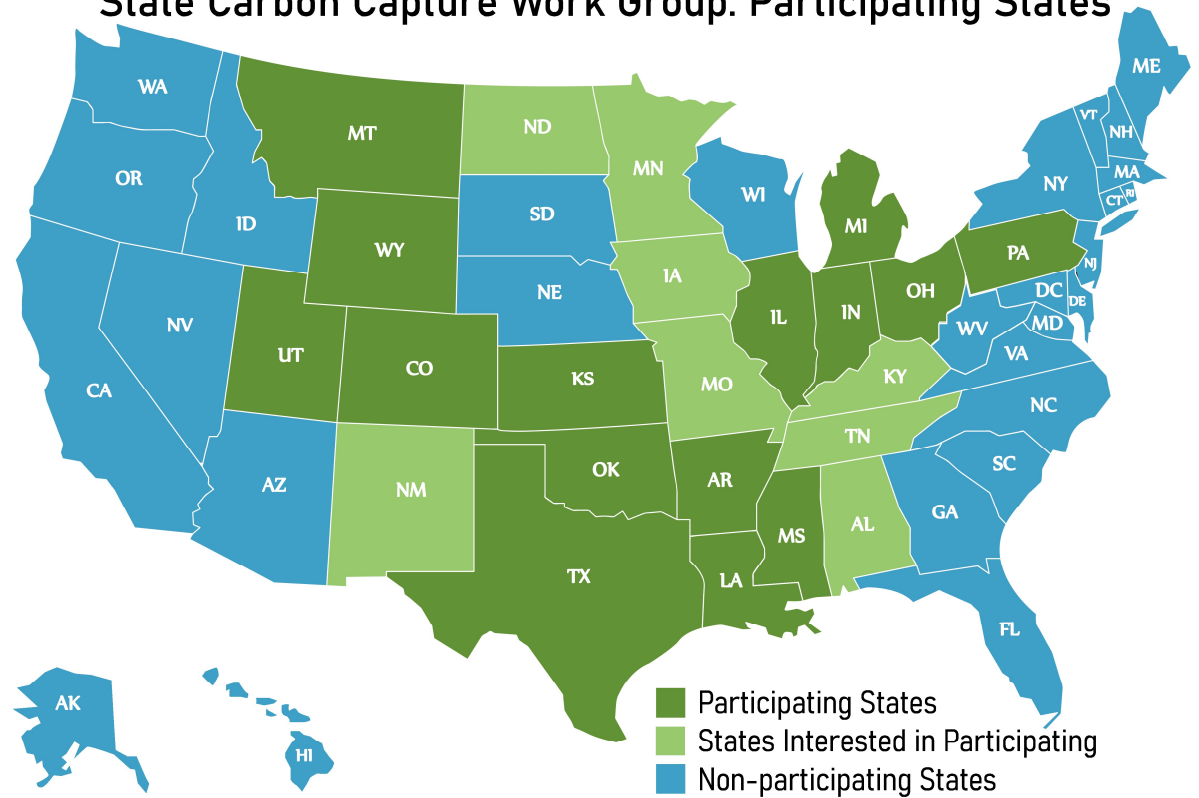 State Carbon Capture Work Group: Participating States
ME
WA
VT
NH
MT
ND
MN
OR
MA
NY
RI
CT
WI
ID
SD
MI
WY
PA
NJ
IA
NE
OH
DC
DE
IL
IN
NV
WV
MD
UT
VA
CO
KS
KY
MO
CA
NC
TN
SC
OK
AR
AZ
NM
GA
AL
MS
TX
LA
FL
AK
HI
Participating States
States Interested in Participating
Non-participating States